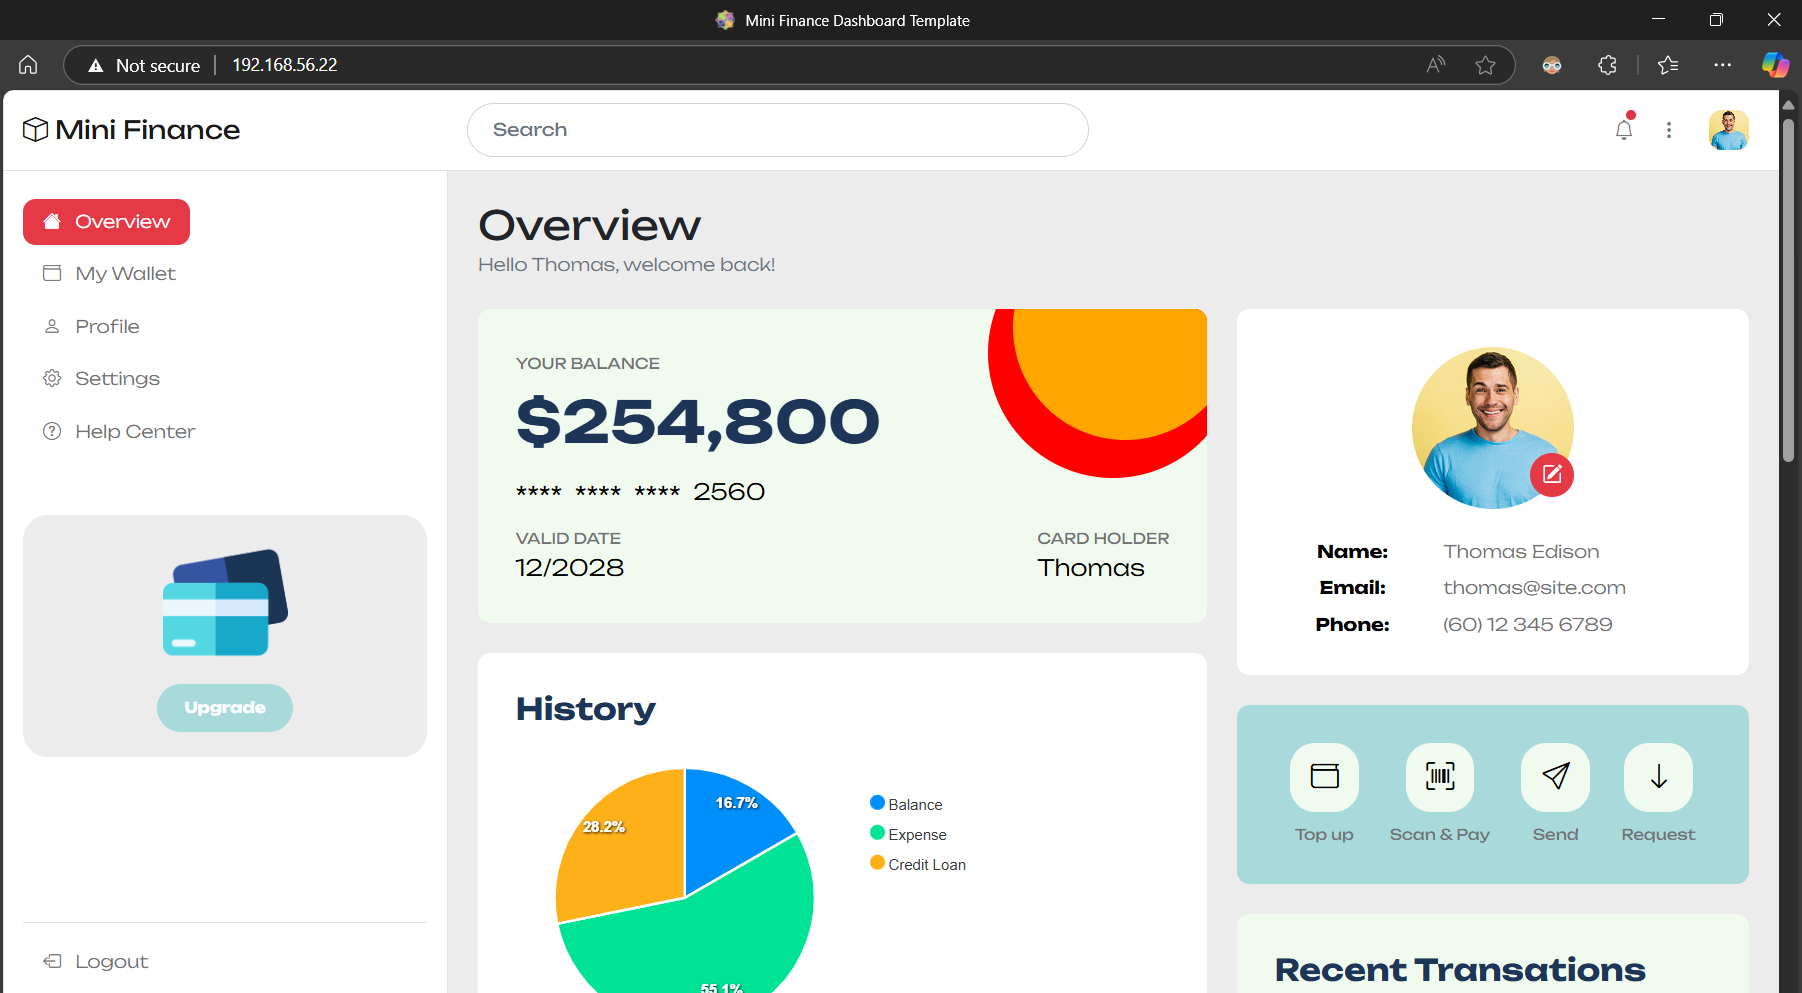 Mini Finance Dashboard Template
Not secure
192.168.56.22
Mini Finance
Search
Overview
My Wallet
Profile
Settings
Help Center
Upgrade
Logout
Overview
Hello Thomas, welcome back!
YOUR BALANCE
$254,800
**** **** **** 2560
VALID DATE
12/2028
CARD HOLDER
Thomas
History
16.7%
28.2%
55.1%
Balance
Expense
Credit Loan
Name: Thomas Edison
Email: thomas@site.com
Phone: (60) 12 345 6789
Top up
Scan & Pay
Send
Request
Recent Transations